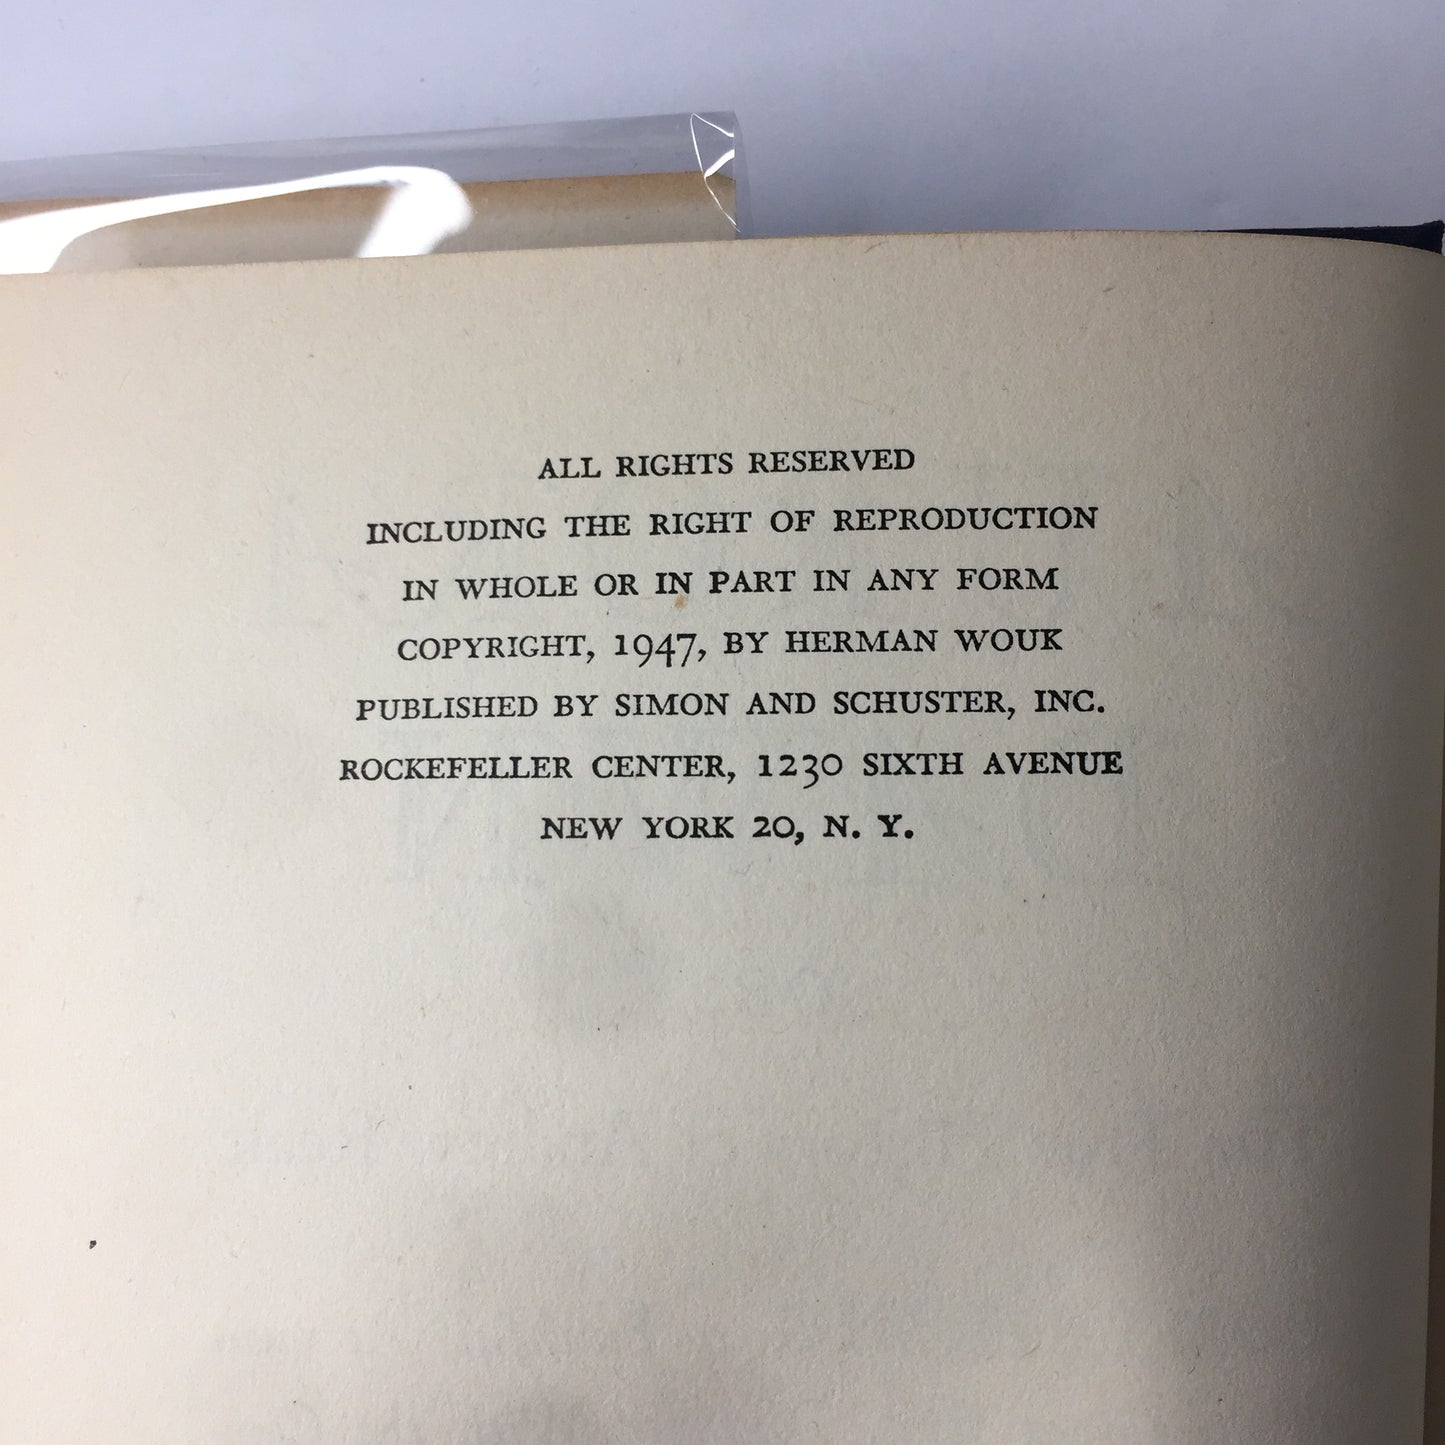 ALL RIGHTS RESERVED
INCLUDING THE RIGHT OF REPRODUCTION
IN WHOLE OR IN PART IN ANY FORM
COPYRIGHT, 1947, BY HERMAN WOUK
PUBLISHED BY SIMON AND SCHUSTER, INC.
ROCKEFELLER CENTER, 1230 SIXTH AVENUE
NEW YORK 20, N. Y.